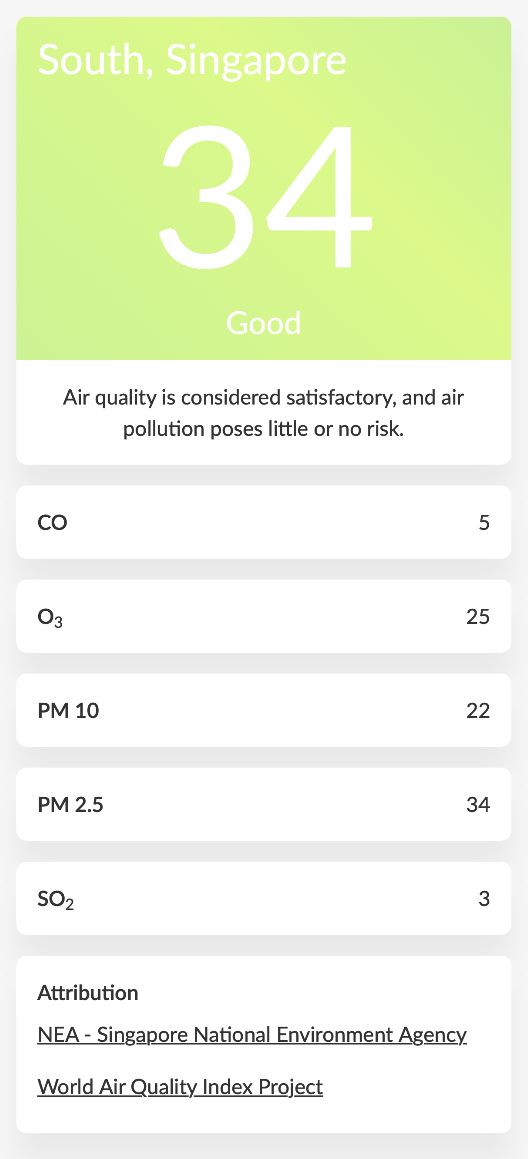 South, Singapore
34
Good
Air quality is considered satisfactory, and air
pollution poses little or no risk.
CO 5
O₃ 25
PM 10 22
PM 2.5 34
SO₂ 3
Attribution
NEA - Singapore National Environment Agency
World Air Quality Index Project